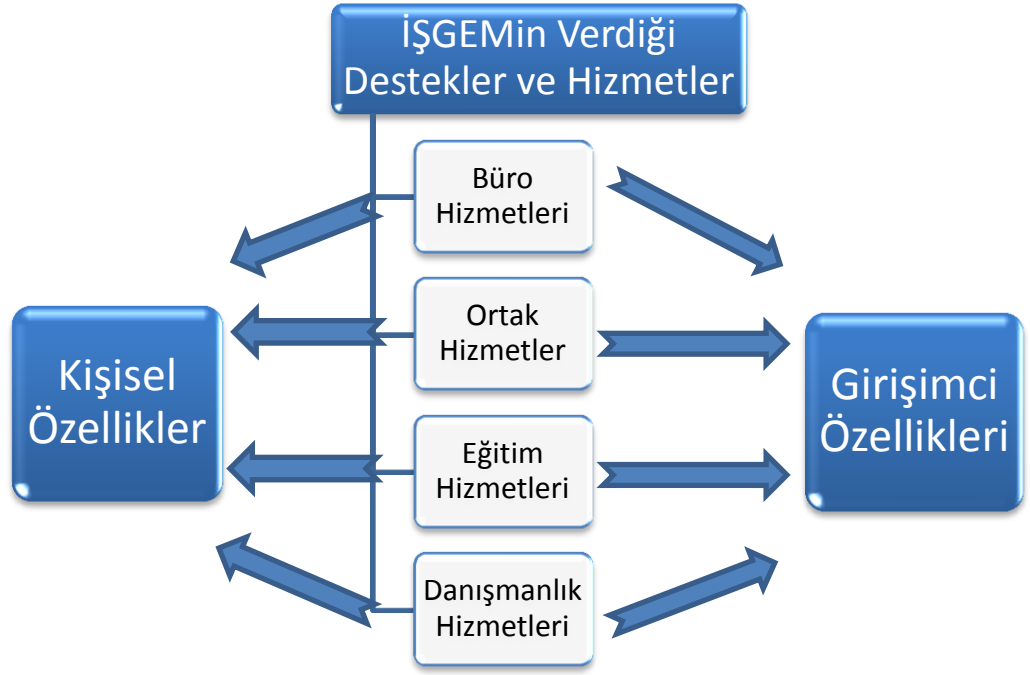 İŞGEMin Verdiği
Destekler ve Hizmetler
Büro
Hizmetleri
Ortak
Hizmetler
Kişisel
Özellikler
Girişimci
Özellikleri
Eğitim
Hizmetleri
Danışmanlık
Hizmetleri